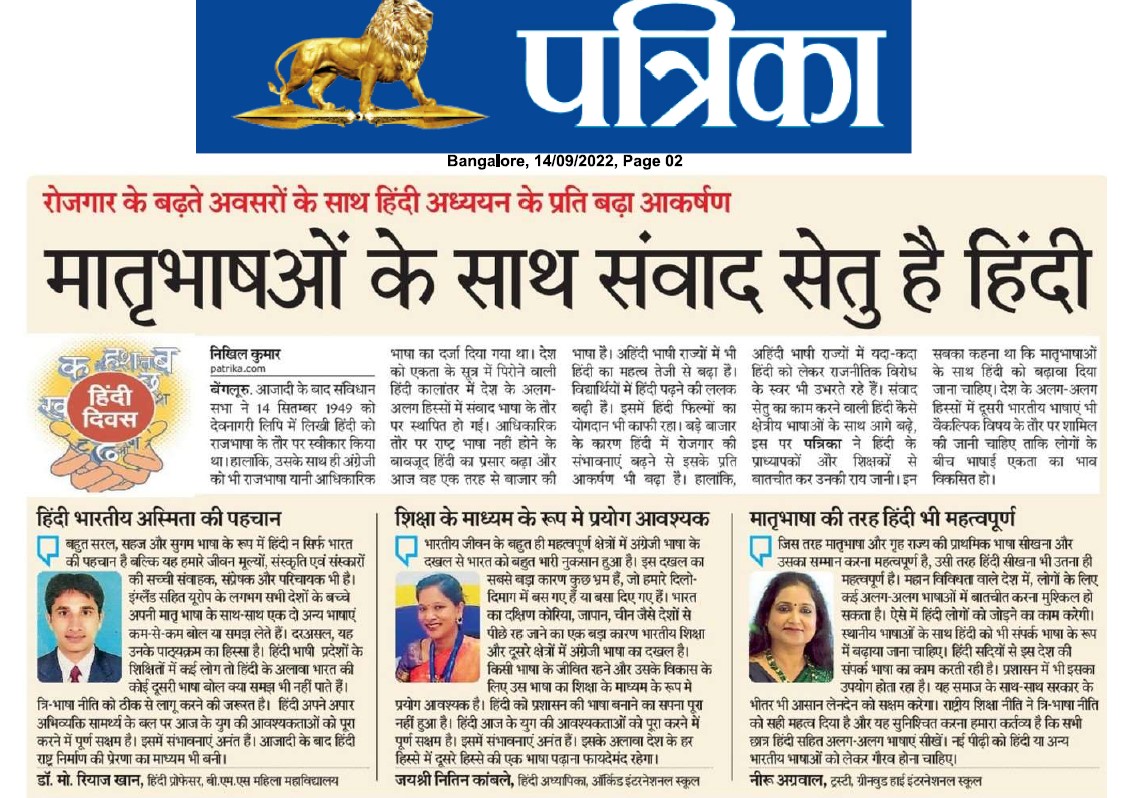 पत्रिका
Bangalore, 14/09/2022, Page 02
रोजगार के बढ़ते अवसरों के साथ हिंदी अध्ययन के प्रति बढ़ा आकर्षण
मातृभाषओं के साथ संवाद सेतु है हिंदी
हिंदी
दिवस
निखिल कुमार
patrika.com
बेंगलूरु. आजादी के बाद संविधान
सभा ने 14 सितम्बर 1949 को
देवनागरी लिपि में लिखी हिंदी को
राजभाषा के तौर पर स्वीकार किया
था। हालांकि, उसके साथ ही अंग्रेजी
को भी राजभाषा यानी आधिकारिक
भाषा का दर्जा दिया गया था। देश
को एकता के सूत्र में पिरोने वाली
हिंदी कालांतर में देश के अलग-
अलग हिस्सों में संवाद भाषा के तौर
पर स्थापित हो गई। आधिकारिक
तौर पर राष्ट्र भाषा नहीं होने के
बावजूद हिंदी का प्रसार बढ़ा और
आज वह एक तरह से बाजार की
भाषा है। अहिंदी भाषी राज्यों में भी
हिंदी का महत्व तेजी से बढ़ा है।
विद्यार्थियों में हिंदी पढ़ने की ललक
बढ़ी है। इसमें हिंदी फिल्मों का
योगदान भी काफी रहा। बड़े बाजार
के कारण हिंदी में रोजगार की
संभावनाएं बढ़ने से इसके प्रति
आकर्षण भी बढ़ा है। हालांकि,
अहिंदी भाषी राज्यों में यदा-कदा
हिंदी को लेकर राजनीतिक विरोध
के स्वर भी उभरते रहे हैं। संवाद
सेतु का काम करने वाली हिंदी कैसे
क्षेत्रीय भाषाओं के साथ आगे बढ़े,
इस पर पत्रिका ने हिंदी के
प्राध्यापकों और शिक्षकों से
बातचीत कर उनकी राय जानी। इन
सबका कहना था कि मातृभाषाओं
के साथ हिंदी को बढ़ावा दिया
जाना चाहिए। देश के अलग-अलग
हिस्सों में दूसरी भारतीय भाषाएं भी
वैकल्पिक विषय के तौर पर शामिल
की जानी चाहिए ताकि लोगों के
बीच भाषाई एकता का भाव
विकसित हो।
हिंदी भारतीय अस्मिता की पहचान
बहुत सरल, सहज और सुगम भाषा के रूप में हिंदी न सिर्फ भारत
की पहचान है बल्कि यह हमारे जीवन मूल्यों, संस्कृति एवं संस्कारों
की सच्ची संवाहक, संप्रेषक और परिचायक भी है।
इंग्लैंड सहित यूरोप के लगभग सभी देशों के बच्चे
अपनी मातृ भाषा के साथ-साथ एक दो अन्य भाषाएं
कम-से-कम बोल या समझ लेते हैं। दरअसल, यह
उनके पाठ्यक्रम का हिस्सा है। हिंदी भाषी प्रदेशों के
शिक्षितों में कई लोग तो हिंदी के अलावा भारत की
कोई दूसरी भाषा बोल क्या समझ भी नहीं पाते हैं।
त्रि-भाषा नीति को ठीक से लागू करने की जरूरत है। हिंदी अपने अपार
अभिव्यक्ति सामर्थ्य के बल पर आज के युग की आवश्यकताओं को पूरा
करने में पूर्ण सक्षम है। इसमें संभावनाएं अनंत हैं। आजादी के बाद हिंदी
राष्ट्र निर्माण की प्रेरणा का माध्यम भी बनी।
डॉ. मो. रियाज खान, हिंदी प्रोफेसर, बी.एम.एस महिला महाविद्यालय
शिक्षा के माध्यम के रूप मे प्रयोग आवश्यक
भारतीय जीवन के बहुत ही महत्वपूर्ण क्षेत्रों में अंग्रेजी भाषा के
दखल से भारत को बहुत भारी नुकसान हुआ है। इस दखल का
सबसे बड़ा कारण कुछ भ्रम है, जो हमारे दिलो-
दिमाग में बस गए हैं या बसा दिए गए हैं। भारत
का दक्षिण कोरिया, जापान, चीन जैसे देशों से
पीछे रह जाने का एक बड़ा कारण भारतीय शिक्षा
और दूसरे क्षेत्रों में अंग्रेजी भाषा का दखल है।
किसी भाषा के जीवित रहने और उसके विकास के
लिए उस भाषा का शिक्षा के माध्यम के रूप मे
प्रयोग आवश्यक है। हिंदी को प्रशासन की भाषा बनाने का सपना पूरा
नहीं हुआ है। हिंदी आज के युग की आवश्यकताओं को पूरा करने में
पूर्ण सक्षम है। इसमें संभावनाएं अनंत हैं। इसके अलावा देश के हर
हिस्से में दूसरे हिस्से की एक भाषा पढ़ाना फायदेमंद रहेगा।
जयश्री नितिन कांबले, हिंदी अध्यापिका, ऑर्किड इंटरनेशनल स्कूल
मातृभाषा की तरह हिंदी भी महत्वपूर्ण
जिस तरह मातृभाषा और गृह राज्य की प्राथमिक भाषा सीखना और
उसका सम्मान करना महत्वपूर्ण है, उसी तरह हिंदी सीखना भी उतना ही
महत्वपूर्ण है। महान विविधता वाले देश में, लोगों के लिए
कई अलग-अलग भाषाओं में बातचीत करना मुश्किल हो
सकता है। ऐसे में हिंदी लोगों को जोड़ने का काम करेगी।
स्थानीय भाषाओं के साथ हिंदी को भी संपर्क भाषा के रूप
में बढ़ाया जाना चाहिए। हिंदी सदियों से इस देश की
संपर्क भाषा का काम करती रही है। प्रशासन में भी इसका
उपयोग होता रहा है। यह समाज के साथ-साथ सरकार के
भीतर भी आसान लेनदेन को सक्षम करेगा। राष्ट्रीय शिक्षा नीति ने त्रि-भाषा नीति
को सही महत्व दिया है और यह सुनिश्चित करना हमारा कर्तव्य है कि सभी
छात्र हिंदी सहित अलग-अलग भाषाएं सीखें। नई पीढ़ी को हिंदी या अन्य
भारतीय भाषाओं को लेकर गौरव होना चाहिए।
नीरू अग्रवाल, ट्रस्टी, ग्रीनवुड हाई इंटरनेशनल स्कूल